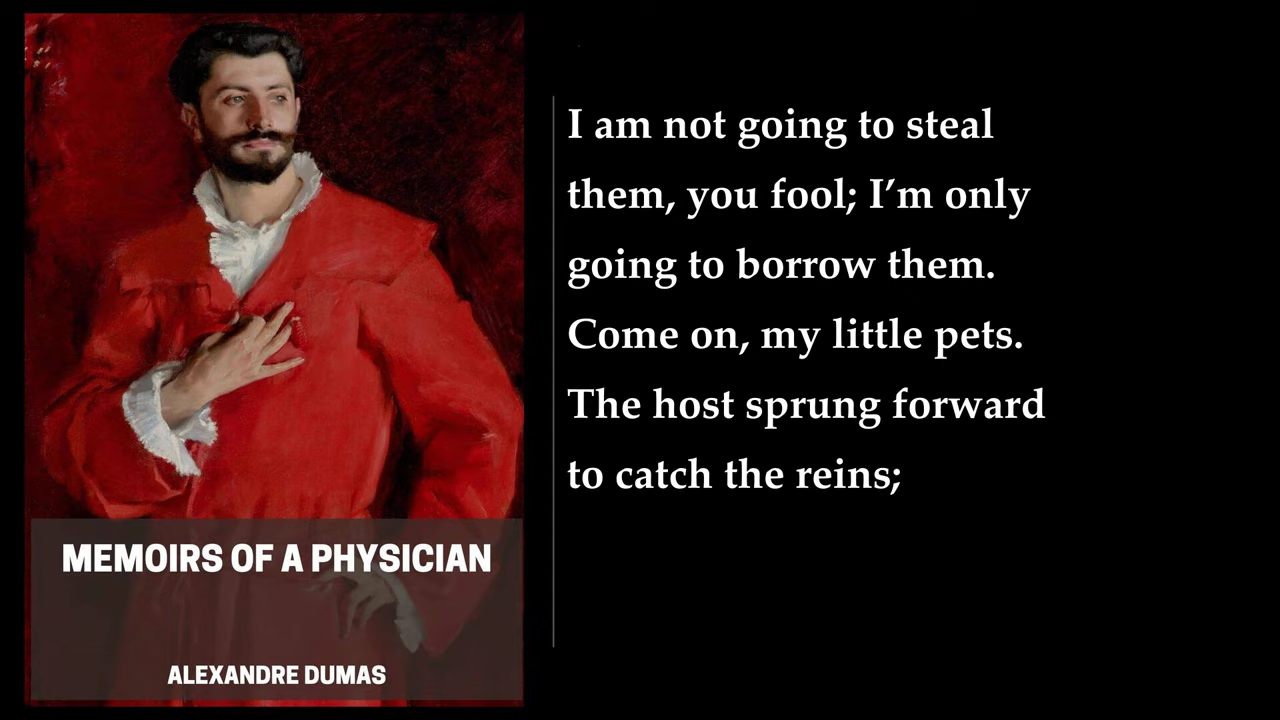 MEMOIRS OF A PHYSICIAN
ALEXANDRE DUMAS
I am not going to steal
them, you fool; I’m only
going to borrow them.
Come on, my little pets.
The host sprung forward
to catch the reins;